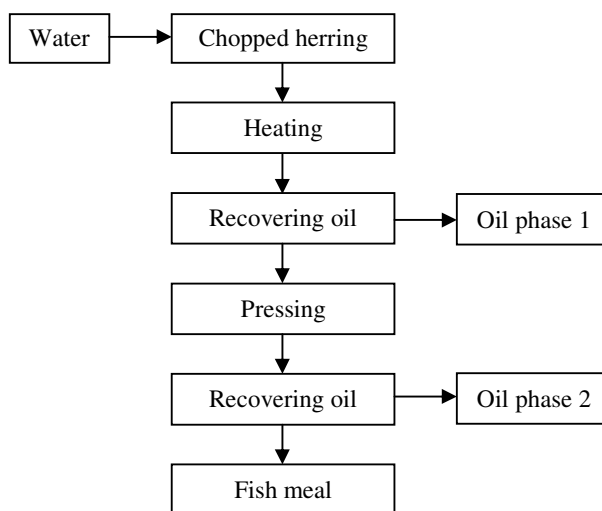 Water
Chopped herring
Heating
Recovering oil
Oil phase 1
Pressing
Recovering oil
Oil phase 2
Fish meal